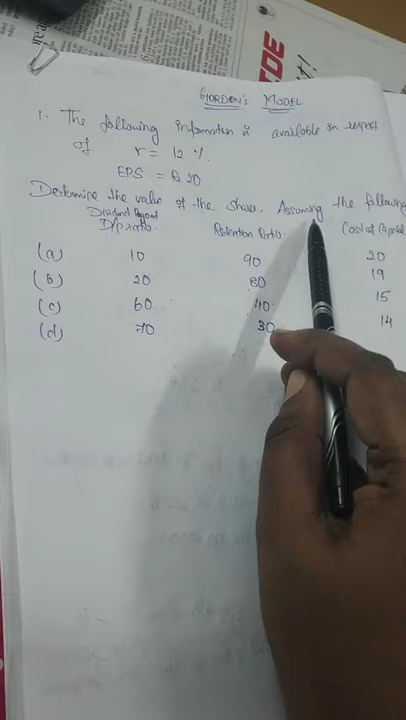 GORDON'S MODEL
1. The following information is available in respect
of r = 12 %.
EPS = Rs 20
Determine the value of the shares. Assuming the following
Dividend Payout
D/p ratio. Retention Ratio. Cost of Capital
(a) 10 90 20
(b) 20 80 19
(c) 60 40 15
(d) 70 30 14